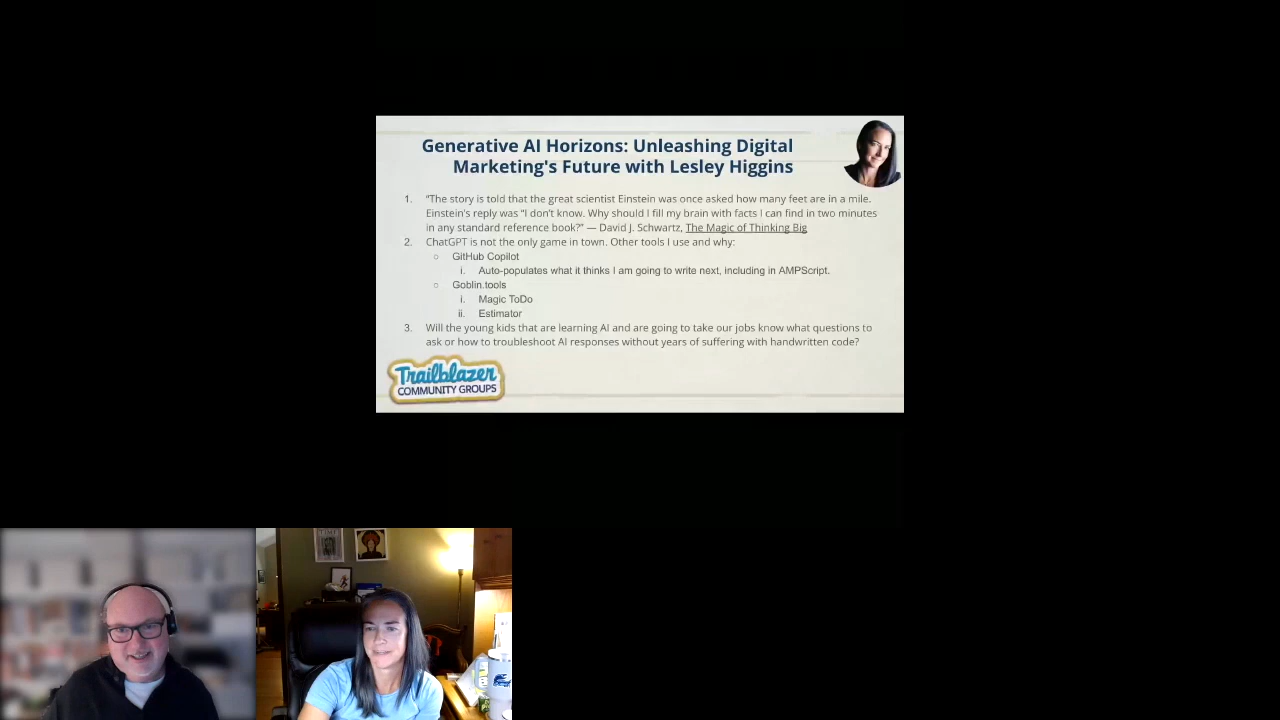 Generative AI Horizons: Unleashing Digital
Marketing's Future with Lesley Higgins
1. "The story is told that the great scientist Einstein was once asked how many feet are in a mile.
Einstein's reply was "I don't know. Why should I fill my brain with facts I can find in two minutes
in any standard reference book?" — David J. Schwartz, The Magic of Thinking Big
2. ChatGPT is not the only game in town. Other tools I use and why:
○ GitHub Copilot
i. Auto-populates what it thinks I am going to write next, including in AMPScript.
○ Goblin.tools
i. Magic ToDo
ii. Estimator
3. Will the young kids that are learning AI and are going to take our jobs know what questions to
ask or how to troubleshoot AI responses without years of suffering with handwritten code?
Trailblazer
COMMUNITY GROUPS